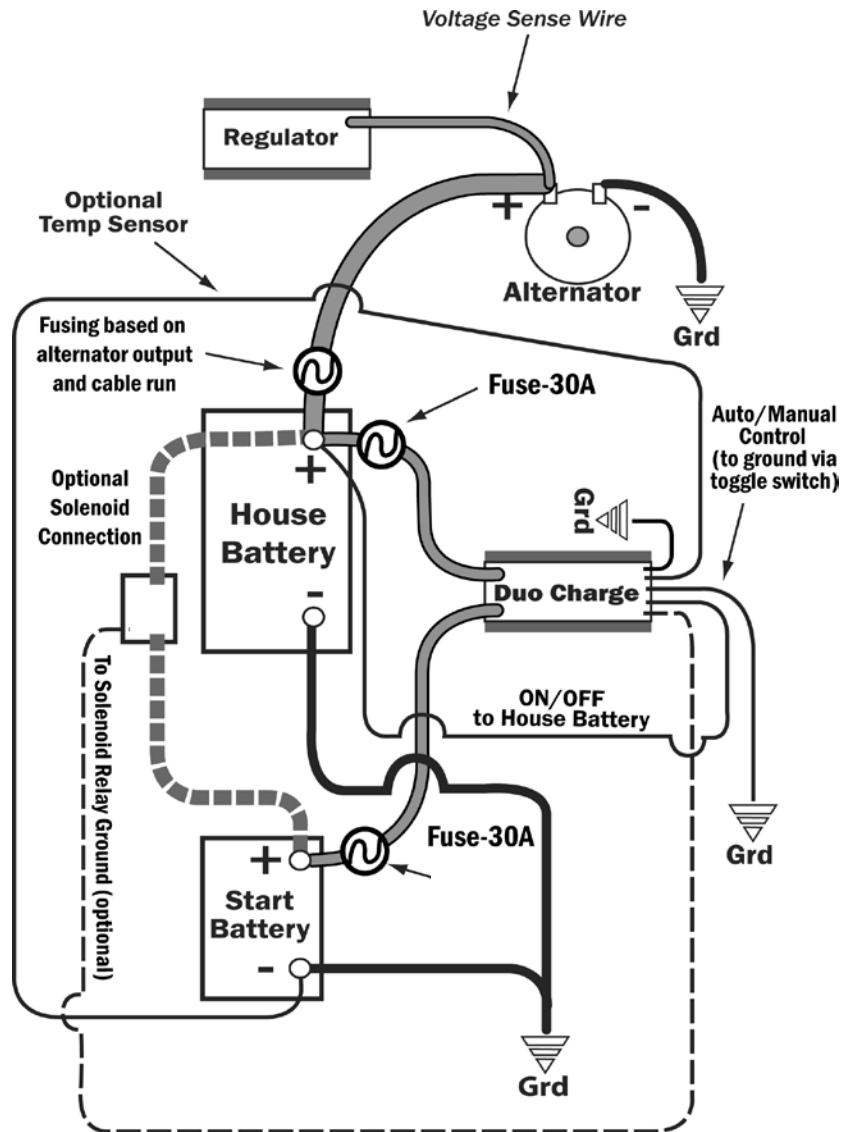 Voltage Sense Wire
Regulator
+
-
Alternator
Grd
Optional
Temp Sensor
Fusing based on
alternator output
and cable run
Fuse-30A
Auto/Manual
Control
(to ground via
toggle switch)
Optional
Solenoid
Connection
+
House
Battery
-
Grd
Duo Charge
ON/OFF
to House Battery
To Solenoid Relay Ground (optional)
Grd
Fuse-30A
+
Start
Battery
-
Grd